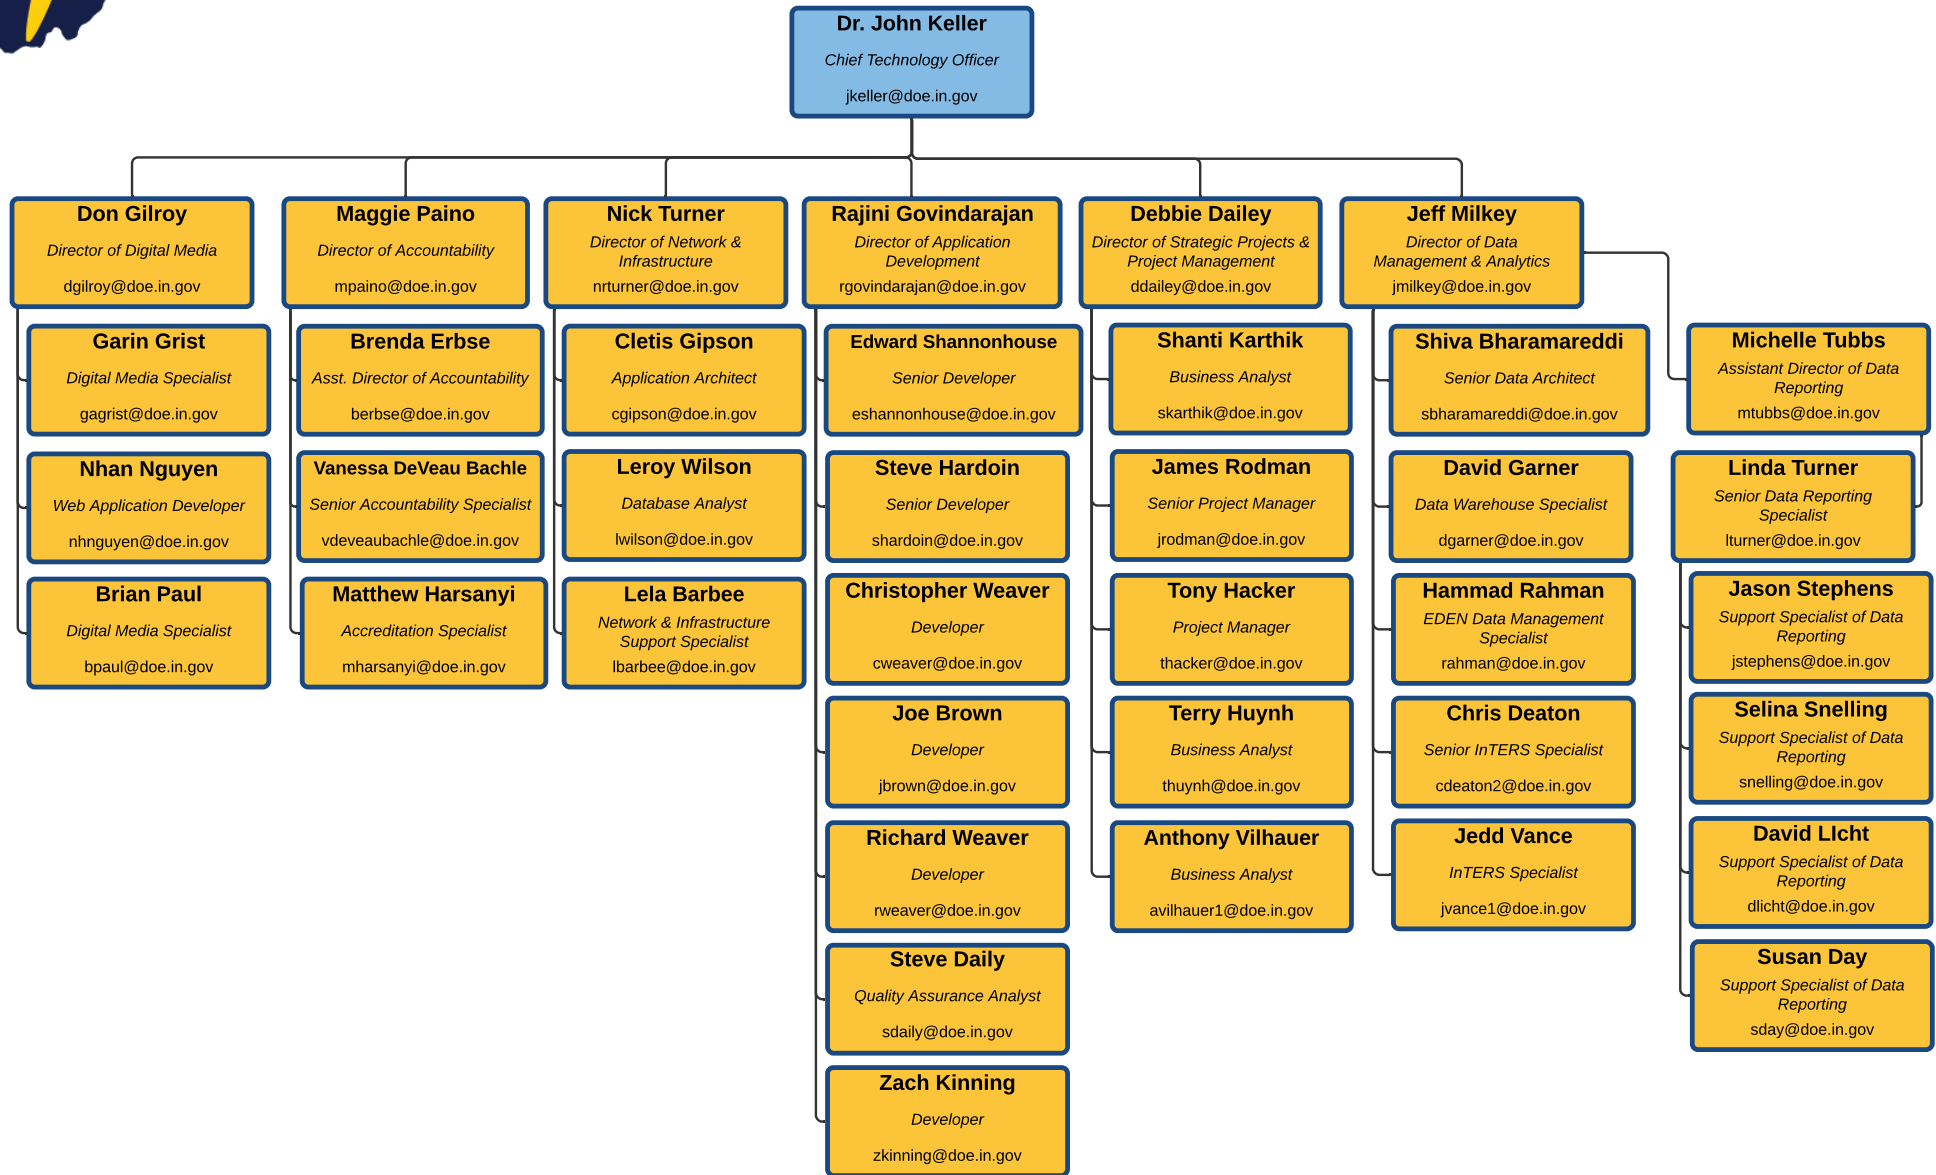 Dr. John Keller
Chief Technology Officer
jkeller@doe.in.gov
Don Gilroy
Director of Digital Media
dgilroy@doe.in.gov
Maggie Paino
Director of Accountability
mpaino@doe.in.gov
Nick Turner
Director of Network &
Infrastructure
nrturner@doe.in.gov
Rajini Govindarajan
Director of Application
Development
rgovindarajan@doe.in.gov
Debbie Dailey
Director of Strategic Projects &
Project Management
ddailey@doe.in.gov
Jeff Milkey
Director of Data
Management & Analytics
jmilkey@doe.in.gov
Garin Grist
Digital Media Specialist
gagrist@doe.in.gov
Nhan Nguyen
Web Application Developer
nhnguyen@doe.in.gov
Brian Paul
Digital Media Specialist
bpaul@doe.in.gov
Brenda Erbse
Asst. Director of Accountability
berbse@doe.in.gov
Vanessa DeVeau Bachle
Senior Accountability Specialist
vdeveaubachle@doe.in.gov
Matthew Harsanyi
Accreditation Specialist
mharsanyi@doe.in.gov
Cletis Gipson
Application Architect
cgipson@doe.in.gov
Leroy Wilson
Database Analyst
lwilson@doe.in.gov
Lela Barbee
Network & Infrastructure
Support Specialist
lbarbee@doe.in.gov
Edward Shannonhouse
Senior Developer
eshannonhouse@doe.in.gov
Steve Hardoin
Senior Developer
shardoin@doe.in.gov
Christopher Weaver
Developer
cweaver@doe.in.gov
Joe Brown
Developer
jbrown@doe.in.gov
Richard Weaver
Developer
rweaver@doe.in.gov
Steve Daily
Quality Assurance Analyst
sdaily@doe.in.gov
Zach Kinning
Developer
zkinning@doe.in.gov
Shanti Karthik
Business Analyst
skarthik@doe.in.gov
James Rodman
Senior Project Manager
jrodman@doe.in.gov
Tony Hacker
Project Manager
thacker@doe.in.gov
Terry Huynh
Business Analyst
thuynh@doe.in.gov
Anthony Vilhauer
Business Analyst
avilhauer1@doe.in.gov
Shiva Bharamareddi
Senior Data Architect
sbharamareddi@doe.in.gov
David Garner
Data Warehouse Specialist
dgarner@doe.in.gov
Hammad Rahman
EDEN Data Management
Specialist
rahman@doe.in.gov
Chris Deaton
Senior InTERS Specialist
cdeaton2@doe.in.gov
Jedd Vance
InTERS Specialist
jvance1@doe.in.gov
Michelle Tubbs
Assistant Director of Data
Reporting
mtubbs@doe.in.gov
Linda Turner
Senior Data Reporting
Specialist
lturner@doe.in.gov
Jason Stephens
Support Specialist of Data
Reporting
jstephens@doe.in.gov
Selina Snelling
Support Specialist of Data
Reporting
snelling@doe.in.gov
David LIcht
Support Specialist of Data
Reporting
dlicht@doe.in.gov
Susan Day
Support Specialist of Data
Reporting
sday@doe.in.gov